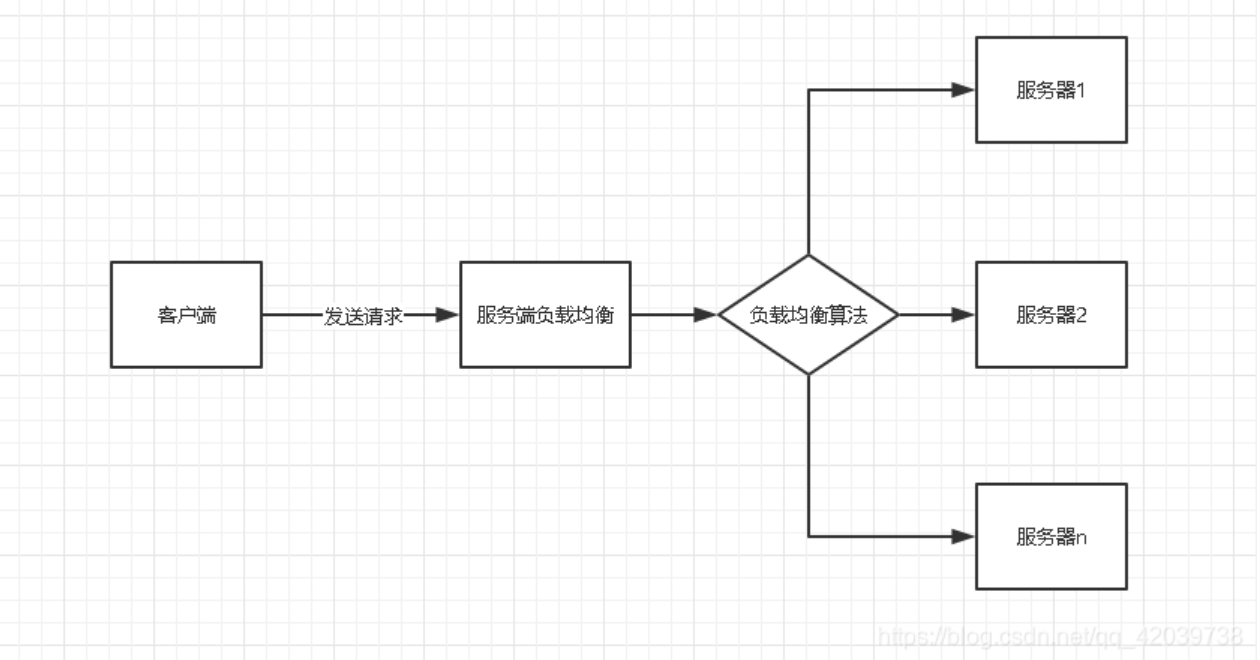 服务器1
客户端
发送请求
服务端负载均衡
负载均衡算法
服务器2
服务器n
https://blog.csdn.net/qq_42039738